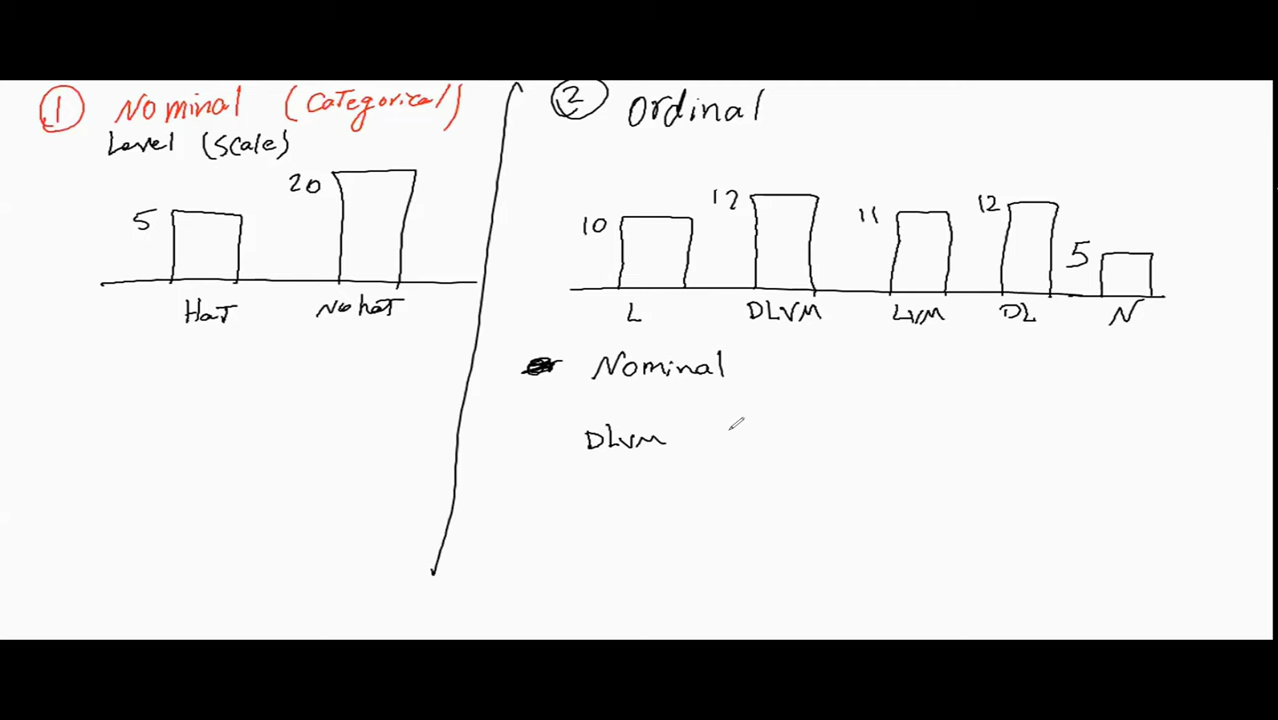 1 Nominal (Categorical)
Level (Scale)
5
20
Hat
No hat
2 Ordinal
10
12
11
12
5
L
DLVM
LVM
DL
N
Nominal
DLVM